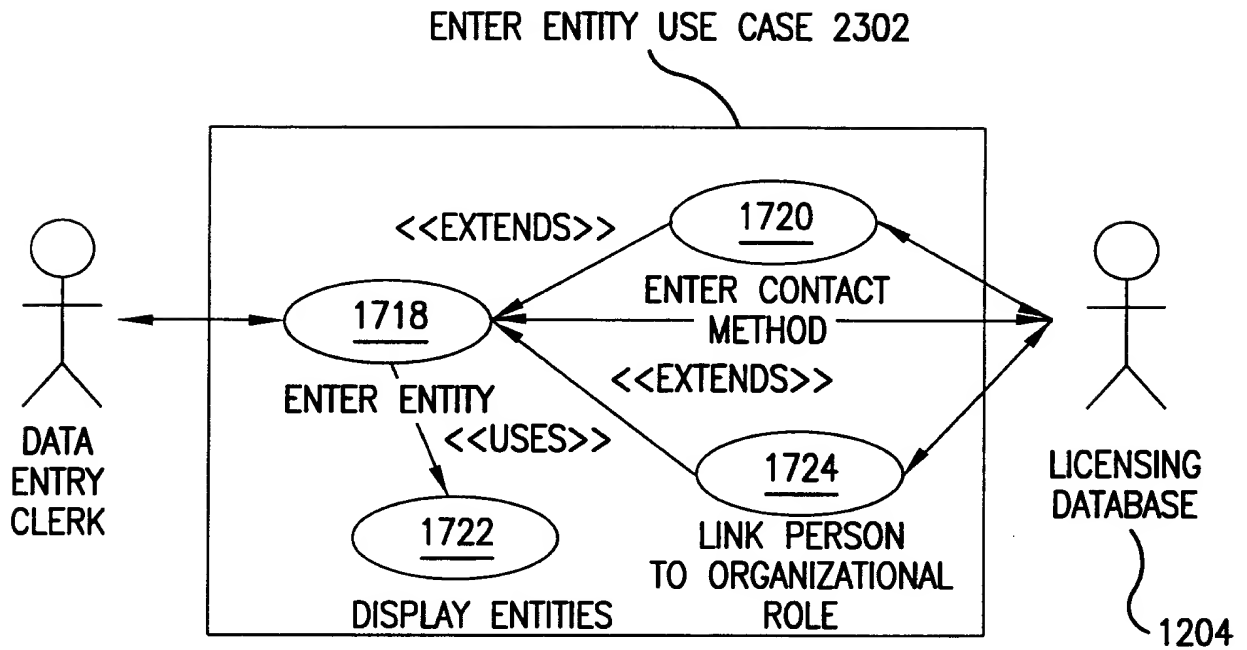 ENTER ENTITY USE CASE 2302
<<EXTENDS>>
1720
ENTER CONTACT
METHOD
1718
ENTER ENTITY
<<EXTENDS>>
<<USES>>
1724
LINK PERSON
TO ORGANIZATIONAL
ROLE
1722
DISPLAY ENTITIES
DATA
ENTRY
CLERK
LICENSING
DATABASE
1204